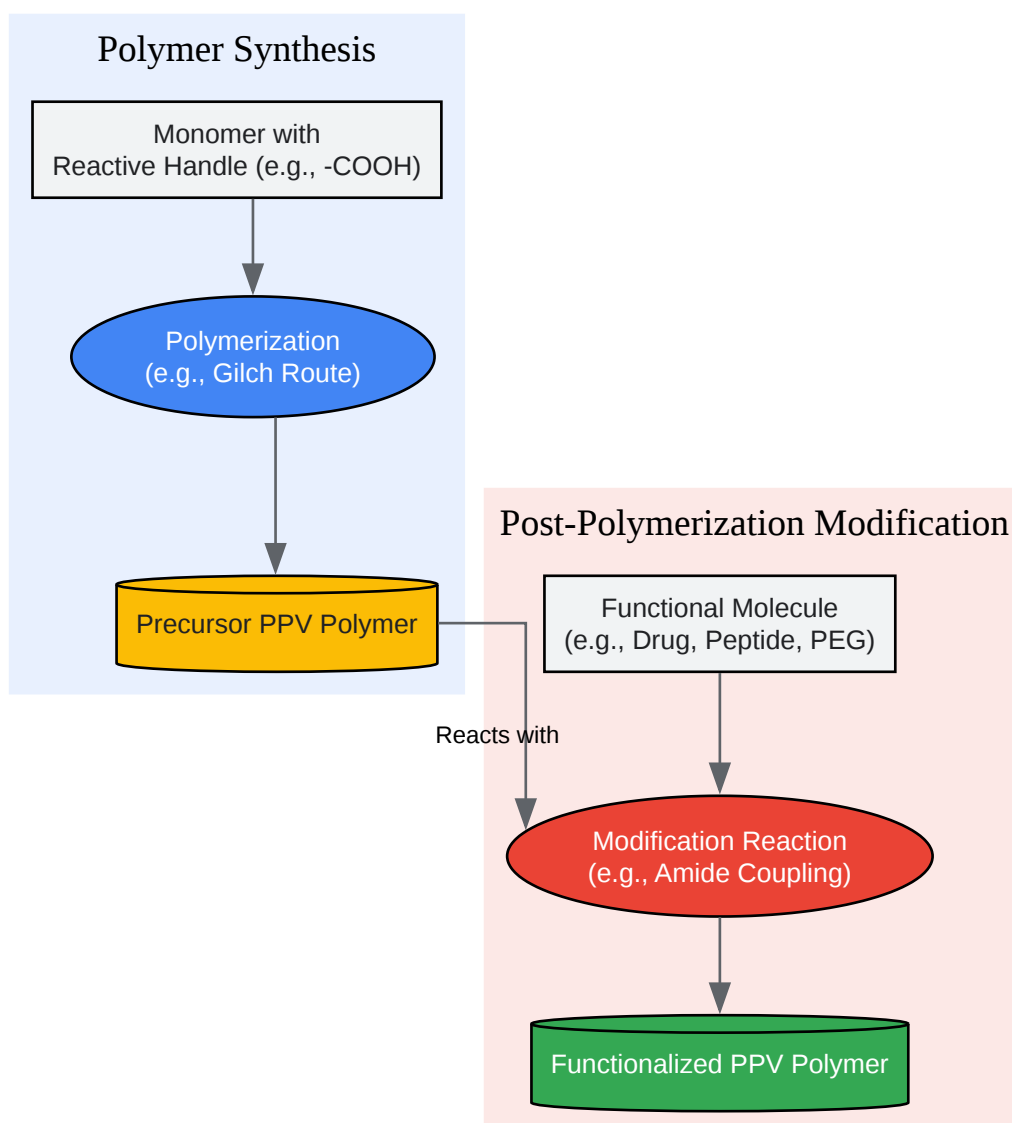 Polymer Synthesis
Monomer with
Reactive Handle (e.g., -COOH)
Polymerization
(e.g., Gilch Route)
Precursor PPV Polymer
Reacts with
Post-Polymerization Modification
Functional Molecule
(e.g., Drug, Peptide, PEG)
Modification Reaction
(e.g., Amide Coupling)
Functionalized PPV Polymer